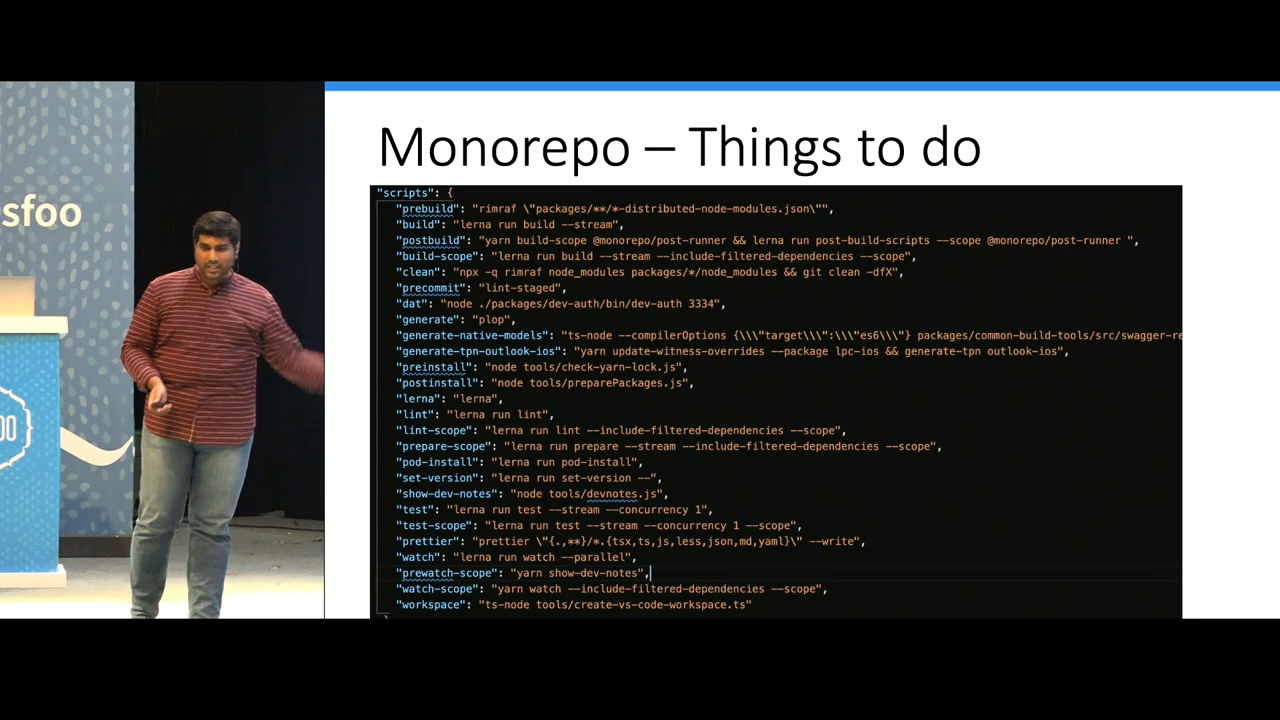 sfoo
00
Monorepo – Things to do
"scripts": {
"prebuild": "rimraf \"packages/**/*-distributed-node-modules.json\"",
"build": "lerna run build --stream",
"postbuild": "yarn build-scope @monorepo/post-runner && lerna run post-build-scripts --scope @monorepo/post-runner ",
"build-scope": "lerna run build --stream --include-filtered-dependencies --scope",
"clean": "npx -q rimraf node_modules packages/*/node_modules && git clean -dfX",
"precommit": "lint-staged",
"dat": "node ./packages/dev-auth/bin/dev-auth 3334",
"generate": "plop",
"generate-native-models": "ts-node --compilerOptions {\\\"target\\\":\\\"es6\\\"} packages/common-build-tools/src/swagger-re
"generate-tpn-outlook-ios": "yarn update-witness-overrides --package lpc-ios && generate-tpn outlook-ios",
"preinstall": "node tools/check-yarn-lock.js",
"postinstall": "node tools/preparePackages.js",
"lerna": "lerna",
"lint": "lerna run lint",
"lint-scope": "lerna run lint --include-filtered-dependencies --scope",
"prepare-scope": "lerna run prepare --stream --include-filtered-dependencies --scope",
"pod-install": "lerna run pod-install",
"set-version": "lerna run set-version --",
"show-dev-notes": "node tools/devnotes.js",
"test": "lerna run test --stream --concurrency 1",
"test-scope": "lerna run test --stream --concurrency 1 --scope",
"prettier": "prettier \"{.,**}/*.{tsx,ts,js,less,json,md,yaml}\" --write",
"watch": "lerna run watch --parallel",
"prewatch-scope": "yarn show-dev-notes",
"watch-scope": "yarn watch --include-filtered-dependencies --scope",
"workspace": "ts-node tools/create-vs-code-workspace.ts"
}